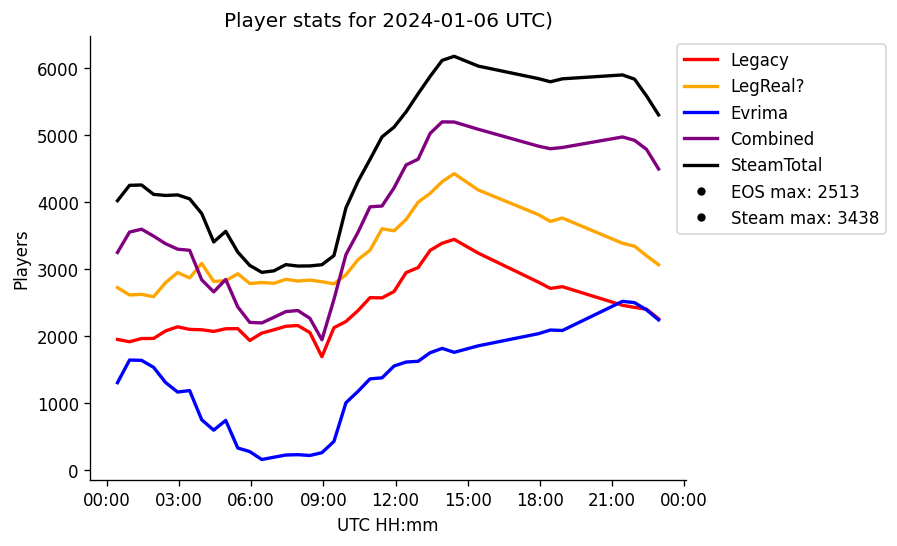 Player stats for 2024-01-06 UTC)
Players
6000
5000
4000
3000
2000
1000
0
00:00 03:00 06:00 09:00 12:00 15:00 18:00 21:00 00:00
UTC HH:mm
Legacy
LegReal?
Evrima
Combined
SteamTotal
EOS max: 2513
Steam max: 3438